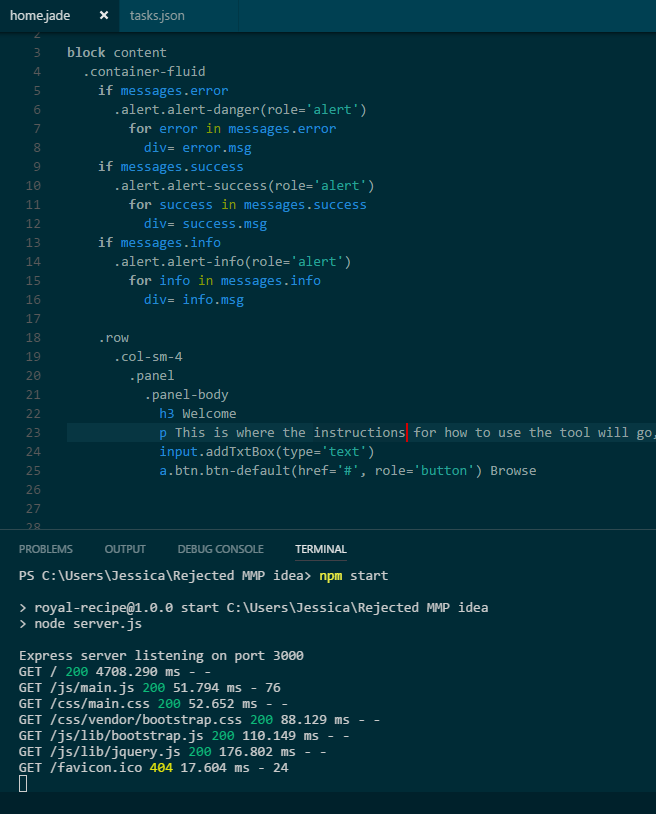 home.jade × tasks.json
2
3 block content
4 .container-fluid
5 if messages.error
6 .alert.alert-danger(role='alert')
7 for error in messages.error
8 div= error.msg
9 if messages.success
10 .alert.alert-success(role='alert')
11 for success in messages.success
12 div= success.msg
13 if messages.info
14 .alert.alert-info(role='alert')
15 for info in messages.info
16 div= info.msg
17
18 .row
19 .col-sm-4
20 .panel
21 .panel-body
22 h3 Welcome
23 p This is where the instructions for how to use the tool will go,
24 input.addTxtBox(type='text')
25 a.btn.btn-default(href='#', role='button') Browse
26
27
28
PROBLEMS OUTPUT DEBUG CONSOLE TERMINAL
PS C:\Users\Jessica\Rejected MMP idea> npm start
> royal-recipe@1.0.0 start C:\Users\Jessica\Rejected MMP idea
> node server.js
Express server listening on port 3000
GET / 200 4708.290 ms - -
GET /js/main.js 200 51.794 ms - 76
GET /css/main.css 200 52.652 ms - -
GET /css/vendor/bootstrap.css 200 88.129 ms - -
GET /js/lib/bootstrap.js 200 110.149 ms - -
GET /js/lib/jquery.js 200 176.802 ms - -
GET /favicon.ico 404 17.604 ms - 24